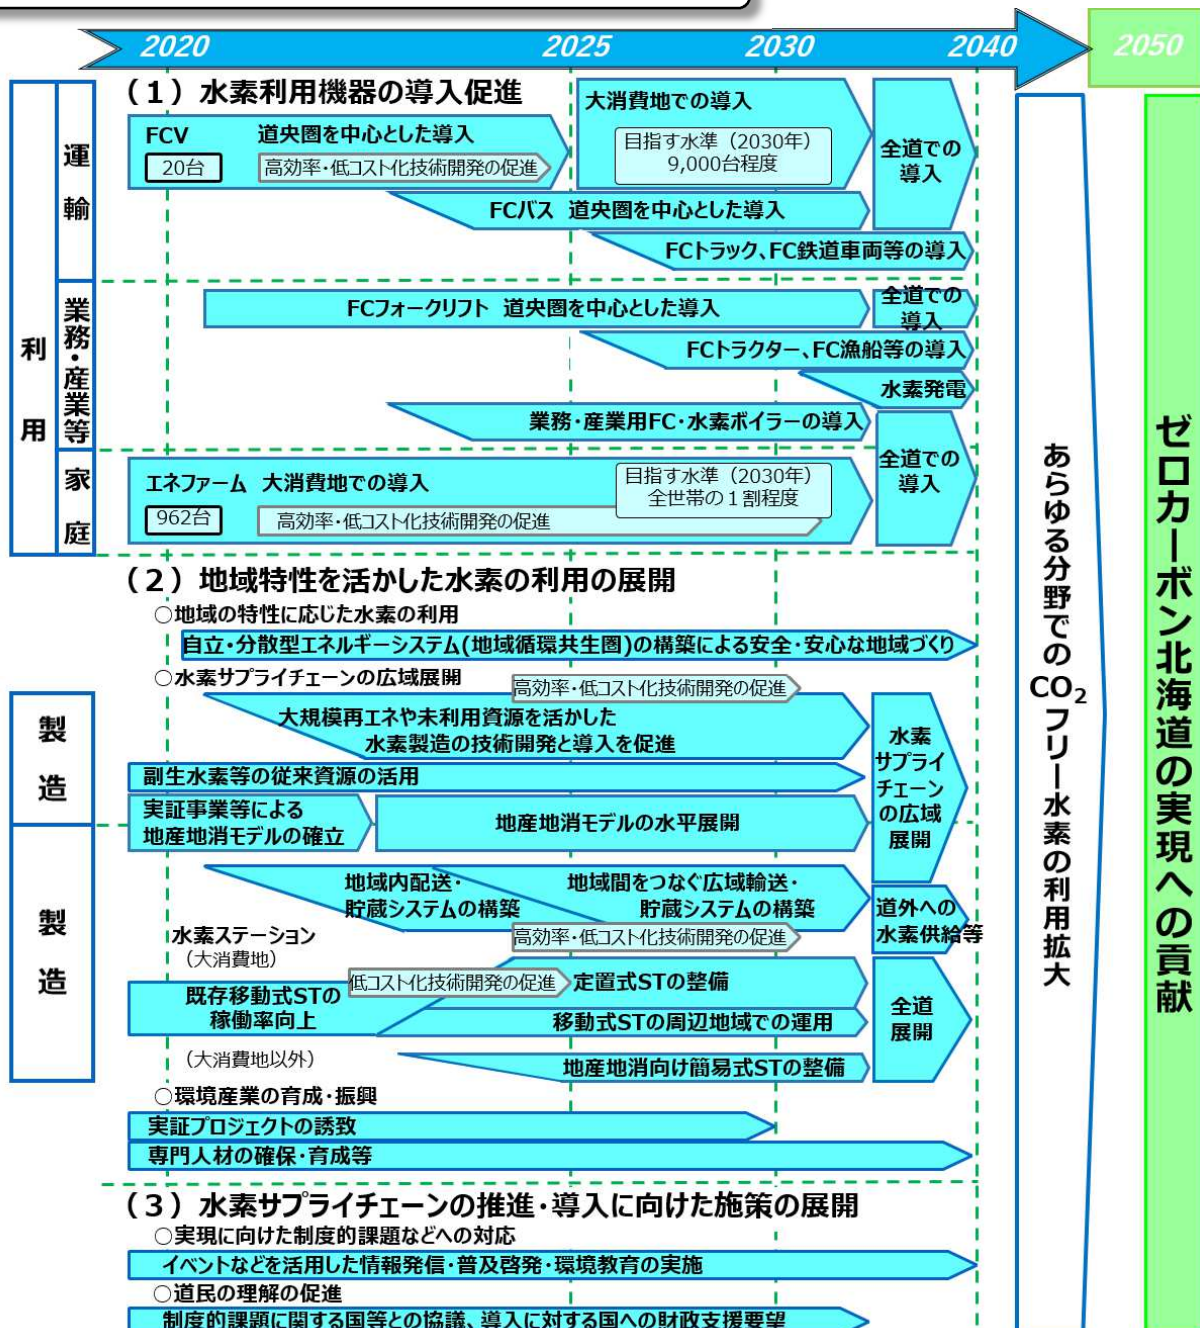 2020
2025
2030
2040
2050
(1)水素利用機器の導入促進
利用
運輸
FCV 道央圏を中心とした導入
20台
高効率・低コスト化技術開発の促進
大消費地での導入
目指す水準(2030年)
9,000台程度
全道での
導入
FCバス 道央圏を中心とした導入
FCトラック、FC鉄道車両等の導入
業務・産業等
FCフォークリフト 道央圏を中心とした導入
全道での
導入
FCトラクター、FC漁船等の導入
水素発電
業務・産業用FC・水素ボイラーの導入
全道での
導入
家庭
エネファーム 大消費地での導入
962台
高効率・低コスト化技術開発の促進
目指す水準(2030年)
全世帯の1割程度
(2)地域特性を活かした水素の利用の展開
○地域の特性に応じた水素の利用
自立・分散型エネルギーシステム(地域循環共生圏)の構築による安全・安心な地域づくり
○水素サプライチェーンの広域展開
高効率・低コスト化技術開発の促進
製造
大規模再エネや未利用資源を活かした
水素製造の技術開発と導入を促進
副生水素等の従来資源の活用
実証事業等による
地産地消モデルの確立
地産地消モデルの水平展開
水素
サプライ
チェーン
の広域
展開
製造
地域内配送・
貯蔵システムの構築
地域間をつなぐ広域輸送・
貯蔵システムの構築
道外への
水素供給等
高効率・低コスト化技術開発の促進
水素ステーション
(大消費地)
既存移動式STの
稼働率向上
低コスト化技術開発の促進
定置式STの整備
移動式STの周辺地域での運用
全道
展開
(大消費地以外)
地産地消向け簡易式STの整備
○環境産業の育成・振興
実証プロジェクトの誘致
専門人材の確保・育成等
(3)水素サプライチェーンの推進・導入に向けた施策の展開
○実現に向けた制度的課題などへの対応
イベントなどを活用した情報発信・普及啓発・環境教育の実施
○道民の理解の促進
制度的課題に関する国等との協議、導入に対する国への財政支援要望
あらゆる分野でのCO2フリー水素の利用拡大
ゼロカーボン北海道の実現への貢献